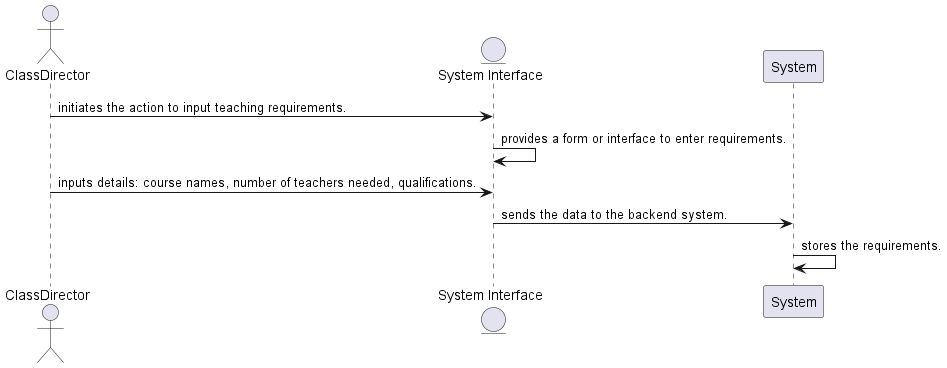 ClassDirector
System Interface
System
initiates the action to input teaching requirements.
provides a form or interface to enter requirements.
inputs details: course names, number of teachers needed, qualifications.
sends the data to the backend system.
stores the requirements.
ClassDirector
System Interface
System